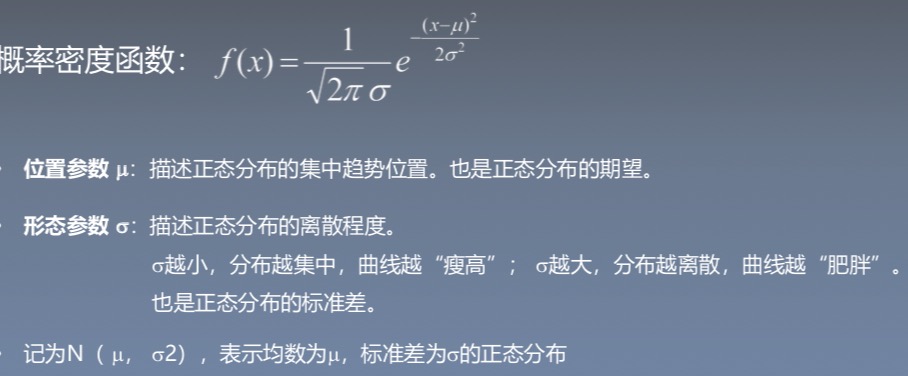 概率密度函数： f(x)=\frac{1}{\sqrt{2\pi}\sigma}e^{-\frac{(x-\mu)^2}{2\sigma^2}}
• 位置参数 μ：描述正态分布的集中趋势位置。也是正态分布的期望。
• 形态参数 σ：描述正态分布的离散程度。
σ越小，分布越集中，曲线越“瘦高”； σ越大，分布越离散，曲线越“肥胖”。
也是正态分布的标准差。
• 记为N（ μ， σ2），表示均数为μ，标准差为σ的正态分布